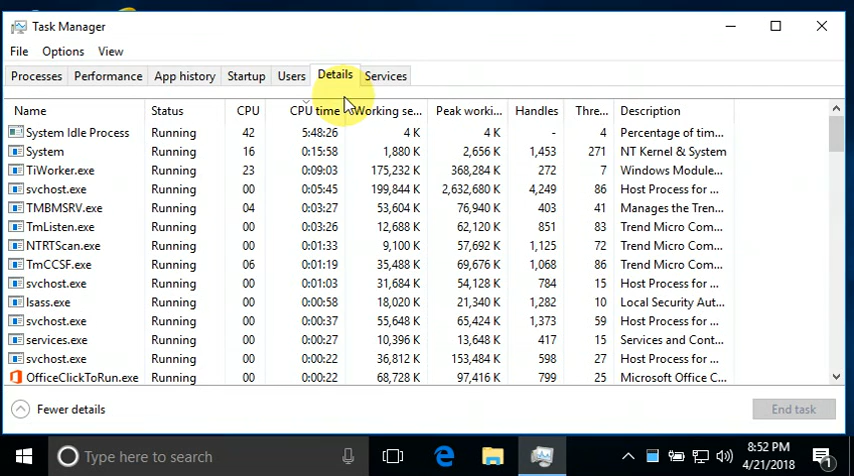 Task Manager
File Options View
Processes Performance App history Startup Users Details Services
Name Status CPU CPU time Working se... Peak worki... Handles Thre... Description
System Idle Process Running 42 5:48:26 4 K 4 K - 4 Percentage of tim...
System Running 16 0:15:58 1,880 K 2,656 K 1,453 271 NT Kernel & System
TiWorker.exe Running 23 0:09:03 175,232 K 368,284 K 272 7 Windows Module...
svchost.exe Running 00 0:05:45 199,844 K 2,632,680 K 4,249 86 Host Process for ...
TMBMSRV.exe Running 04 0:03:27 53,604 K 76,940 K 403 41 Manages the Tren...
TmListen.exe Running 00 0:03:26 12,688 K 62,120 K 851 83 Trend Micro Com...
NTRTScan.exe Running 00 0:01:33 9,100 K 57,692 K 1,125 72 Trend Micro Com...
TmCCSF.exe Running 06 0:01:19 35,488 K 69,676 K 1,068 86 Trend Micro Com...
svchost.exe Running 00 0:01:03 31,684 K 54,128 K 784 15 Host Process for ...
lsass.exe Running 00 0:00:58 18,020 K 21,340 K 1,282 10 Local Security Aut...
svchost.exe Running 00 0:00:37 55,648 K 65,424 K 1,373 59 Host Process for ...
services.exe Running 00 0:00:27 10,396 K 13,648 K 417 15 Services and Cont...
svchost.exe Running 00 0:00:22 36,812 K 153,484 K 598 27 Host Process for ...
OfficeClickToRun.exe Running 00 0:00:22 68,728 K 97,416 K 799 25 Microsoft Office C...
Fewer details End task
Type here to search 8:52 PM
4/21/2018 1